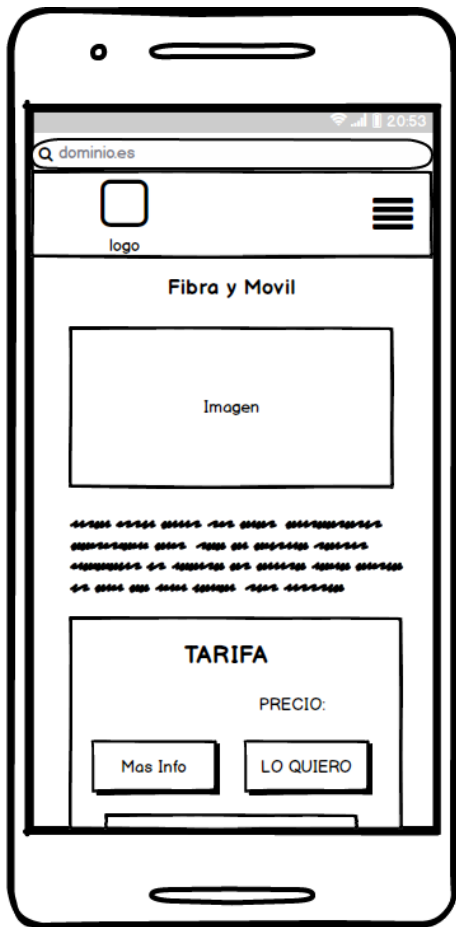 20:53
dominio.es
logo
Fibra y Movil
Imagen
TARIFA
PRECIO:
Mas Info
LO QUIERO